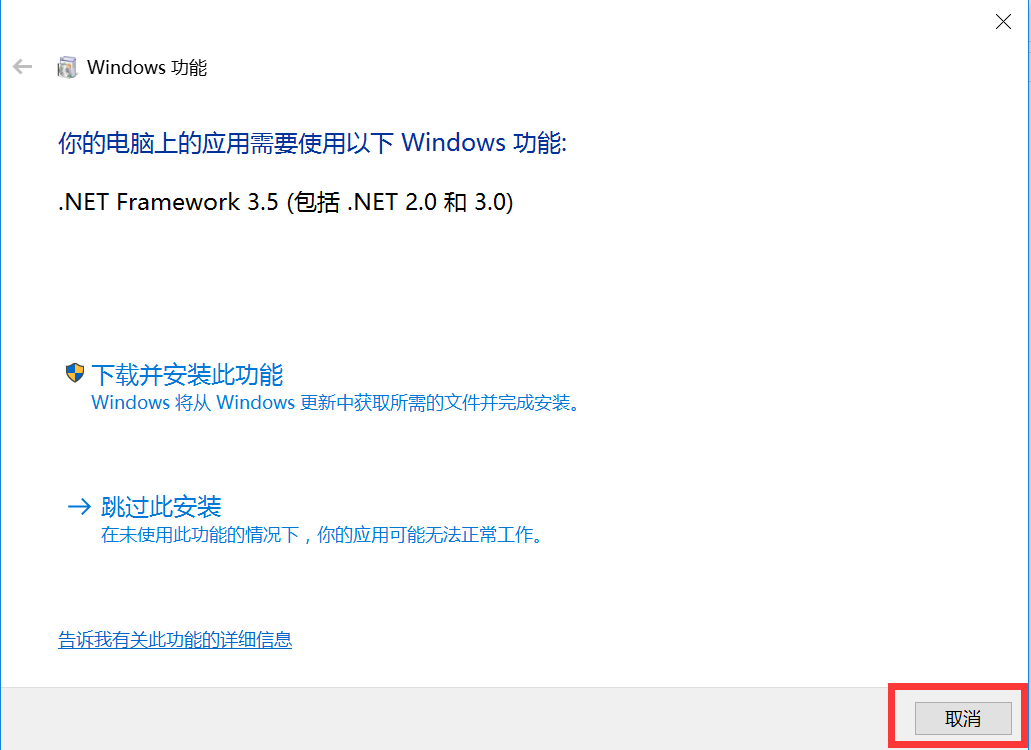 Windows 功能
你的电脑上的应用需要使用以下 Windows 功能:
.NET Framework 3.5 (包括 .NET 2.0 和 3.0)
下载并安装此功能
Windows 将从 Windows 更新中获取所需的文件并完成安装。
跳过此安装
在未使用此功能的情况下，你的应用可能无法正常工作。
告诉我有关此功能的详细信息
取消